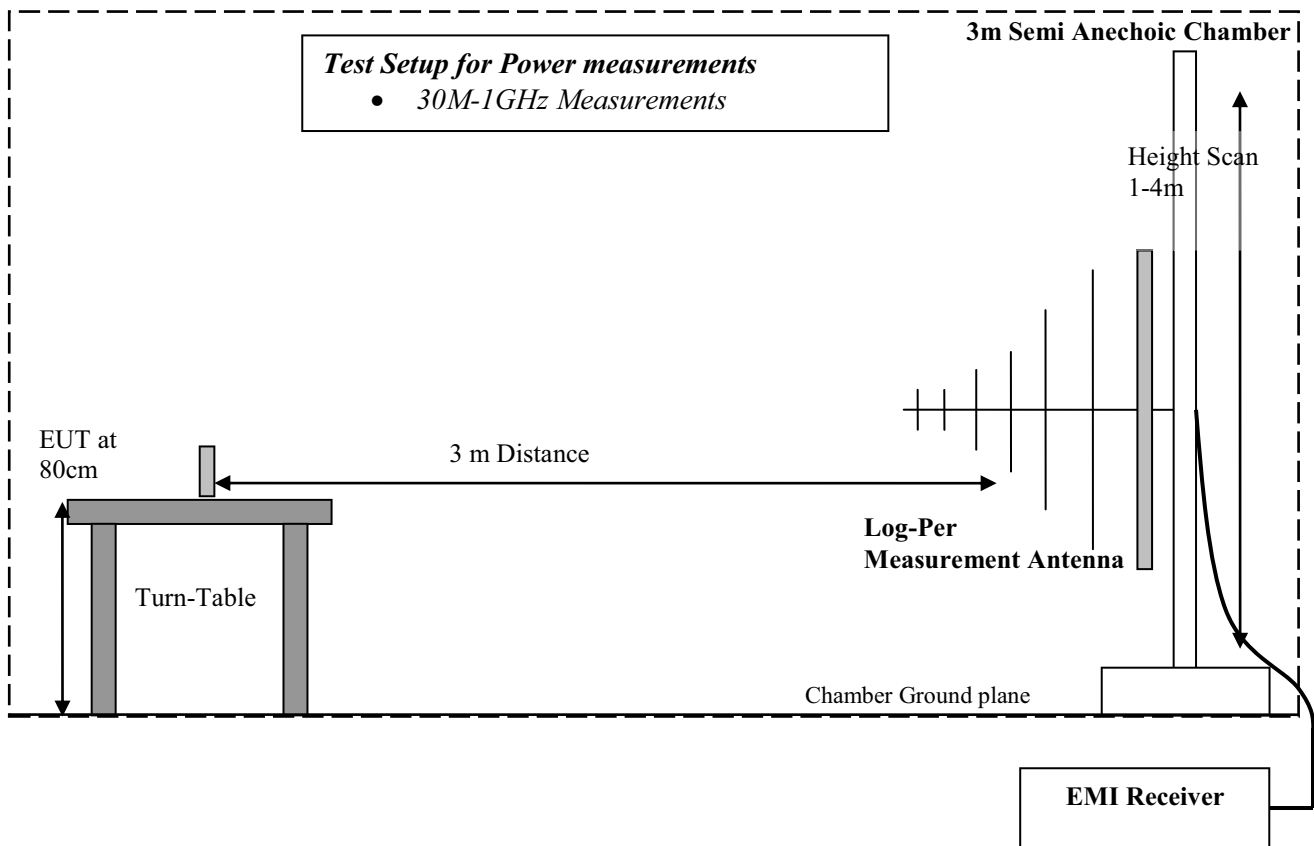 3m Semi Anechoic Chamber
Test Setup for Power measurements
• 30M-1GHz Measurements
Height Scan
1-4m
EUT at
80cm
3 m Distance
Log-Per
Measurement Antenna
Turn-Table
Chamber Ground plane
EMI Receiver